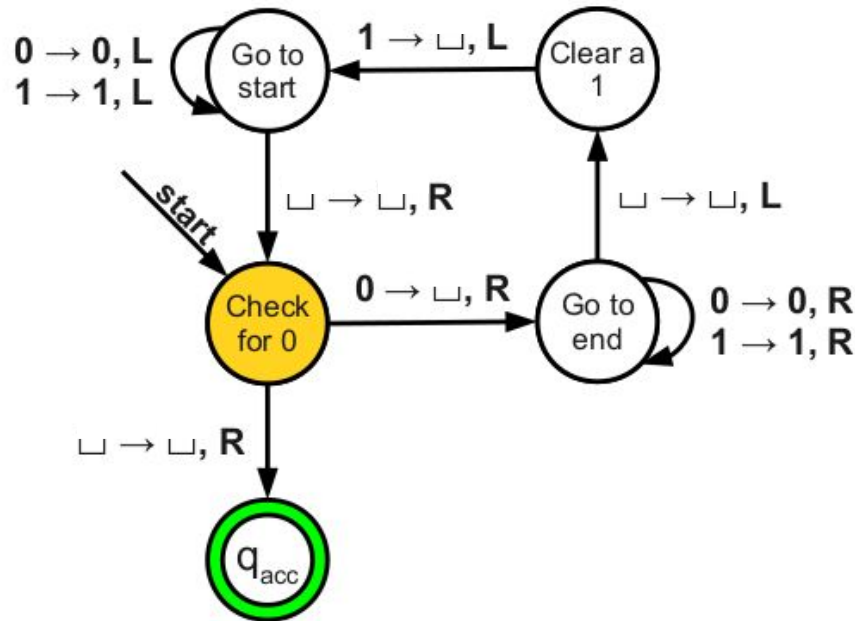 0 → 0, L
1 → 1, L
Go to
start
1 → ␣, L
Clear a
1
start
␣ → ␣, R
␣ → ␣, L
Check
for 0
0 → ␣, R
Go to
end
0 → 0, R
1 → 1, R
␣ → ␣, R
qacc